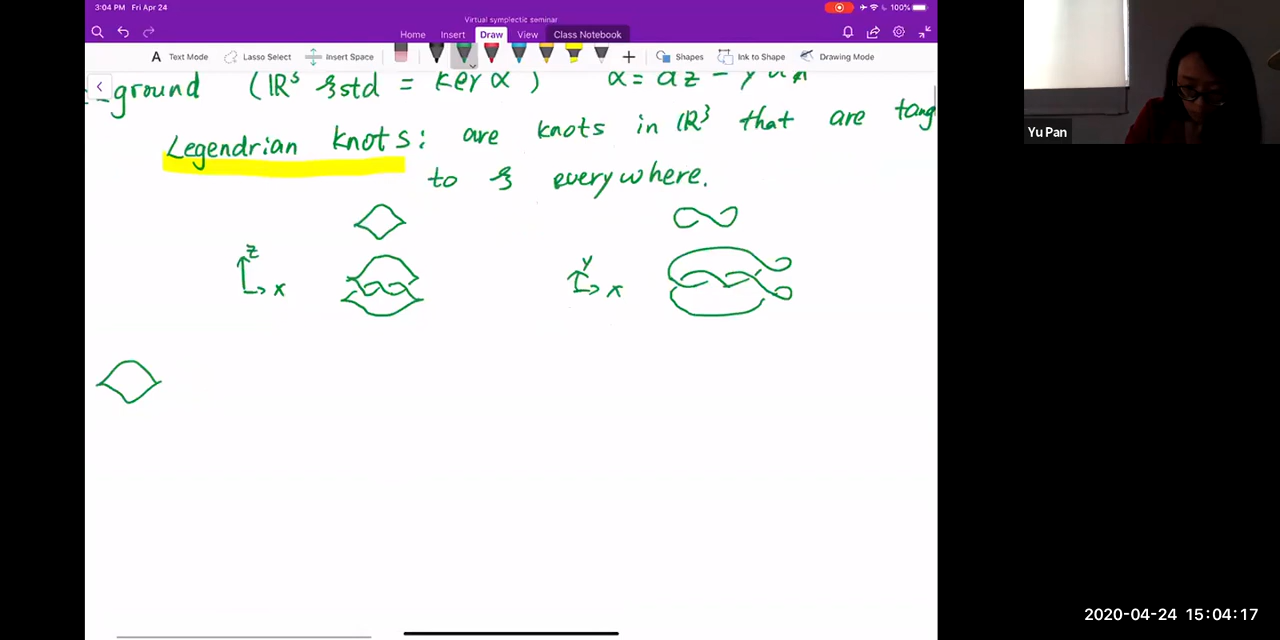 3:04 PM Fri Apr 24
100%
Virtual symplectic seminar
Home Insert Draw View Class Notebook
Text Mode Lasso Select Insert Space Shapes Ink to Shape Drawing Mode
ground (ℝ³ ξstd = ker α) α = dz − y
Legendrian knots: are knots in ℝ³ that are tang
to ξ everywhere.
z
x
y
x
Yu Pan
2020-04-24 15:04:17